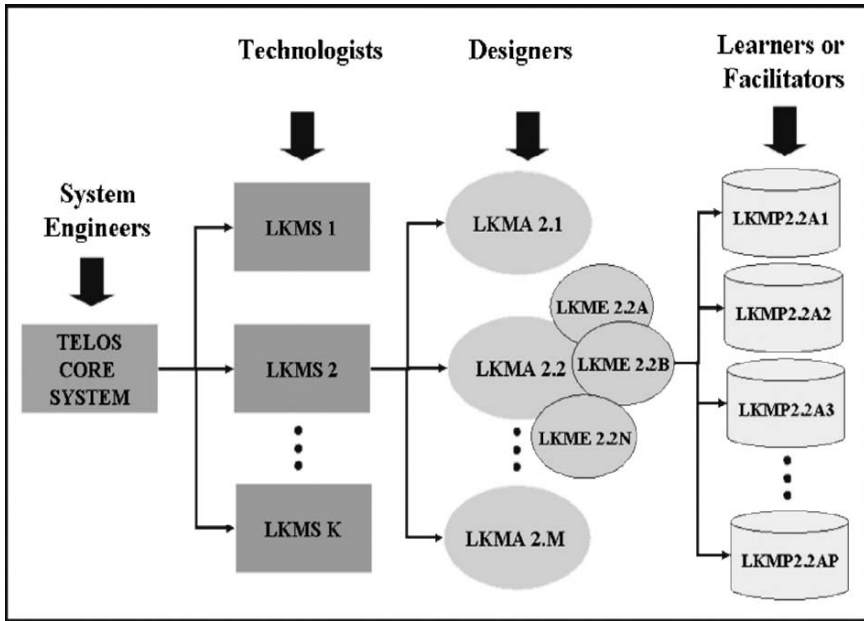 Technologists
Designers
Learners or
Facilitators
System
Engineers
TELOS
CORE
SYSTEM
LKMS 1
LKMS 2
LKMS K
LKMA 2.1
LKMA 2.2
LKMA 2.M
LKME 2.2A
LKME 2.2B
LKME 2.2N
LKMP2.2A1
LKMP2.2A2
LKMP2.2A3
LKMP2.2AP